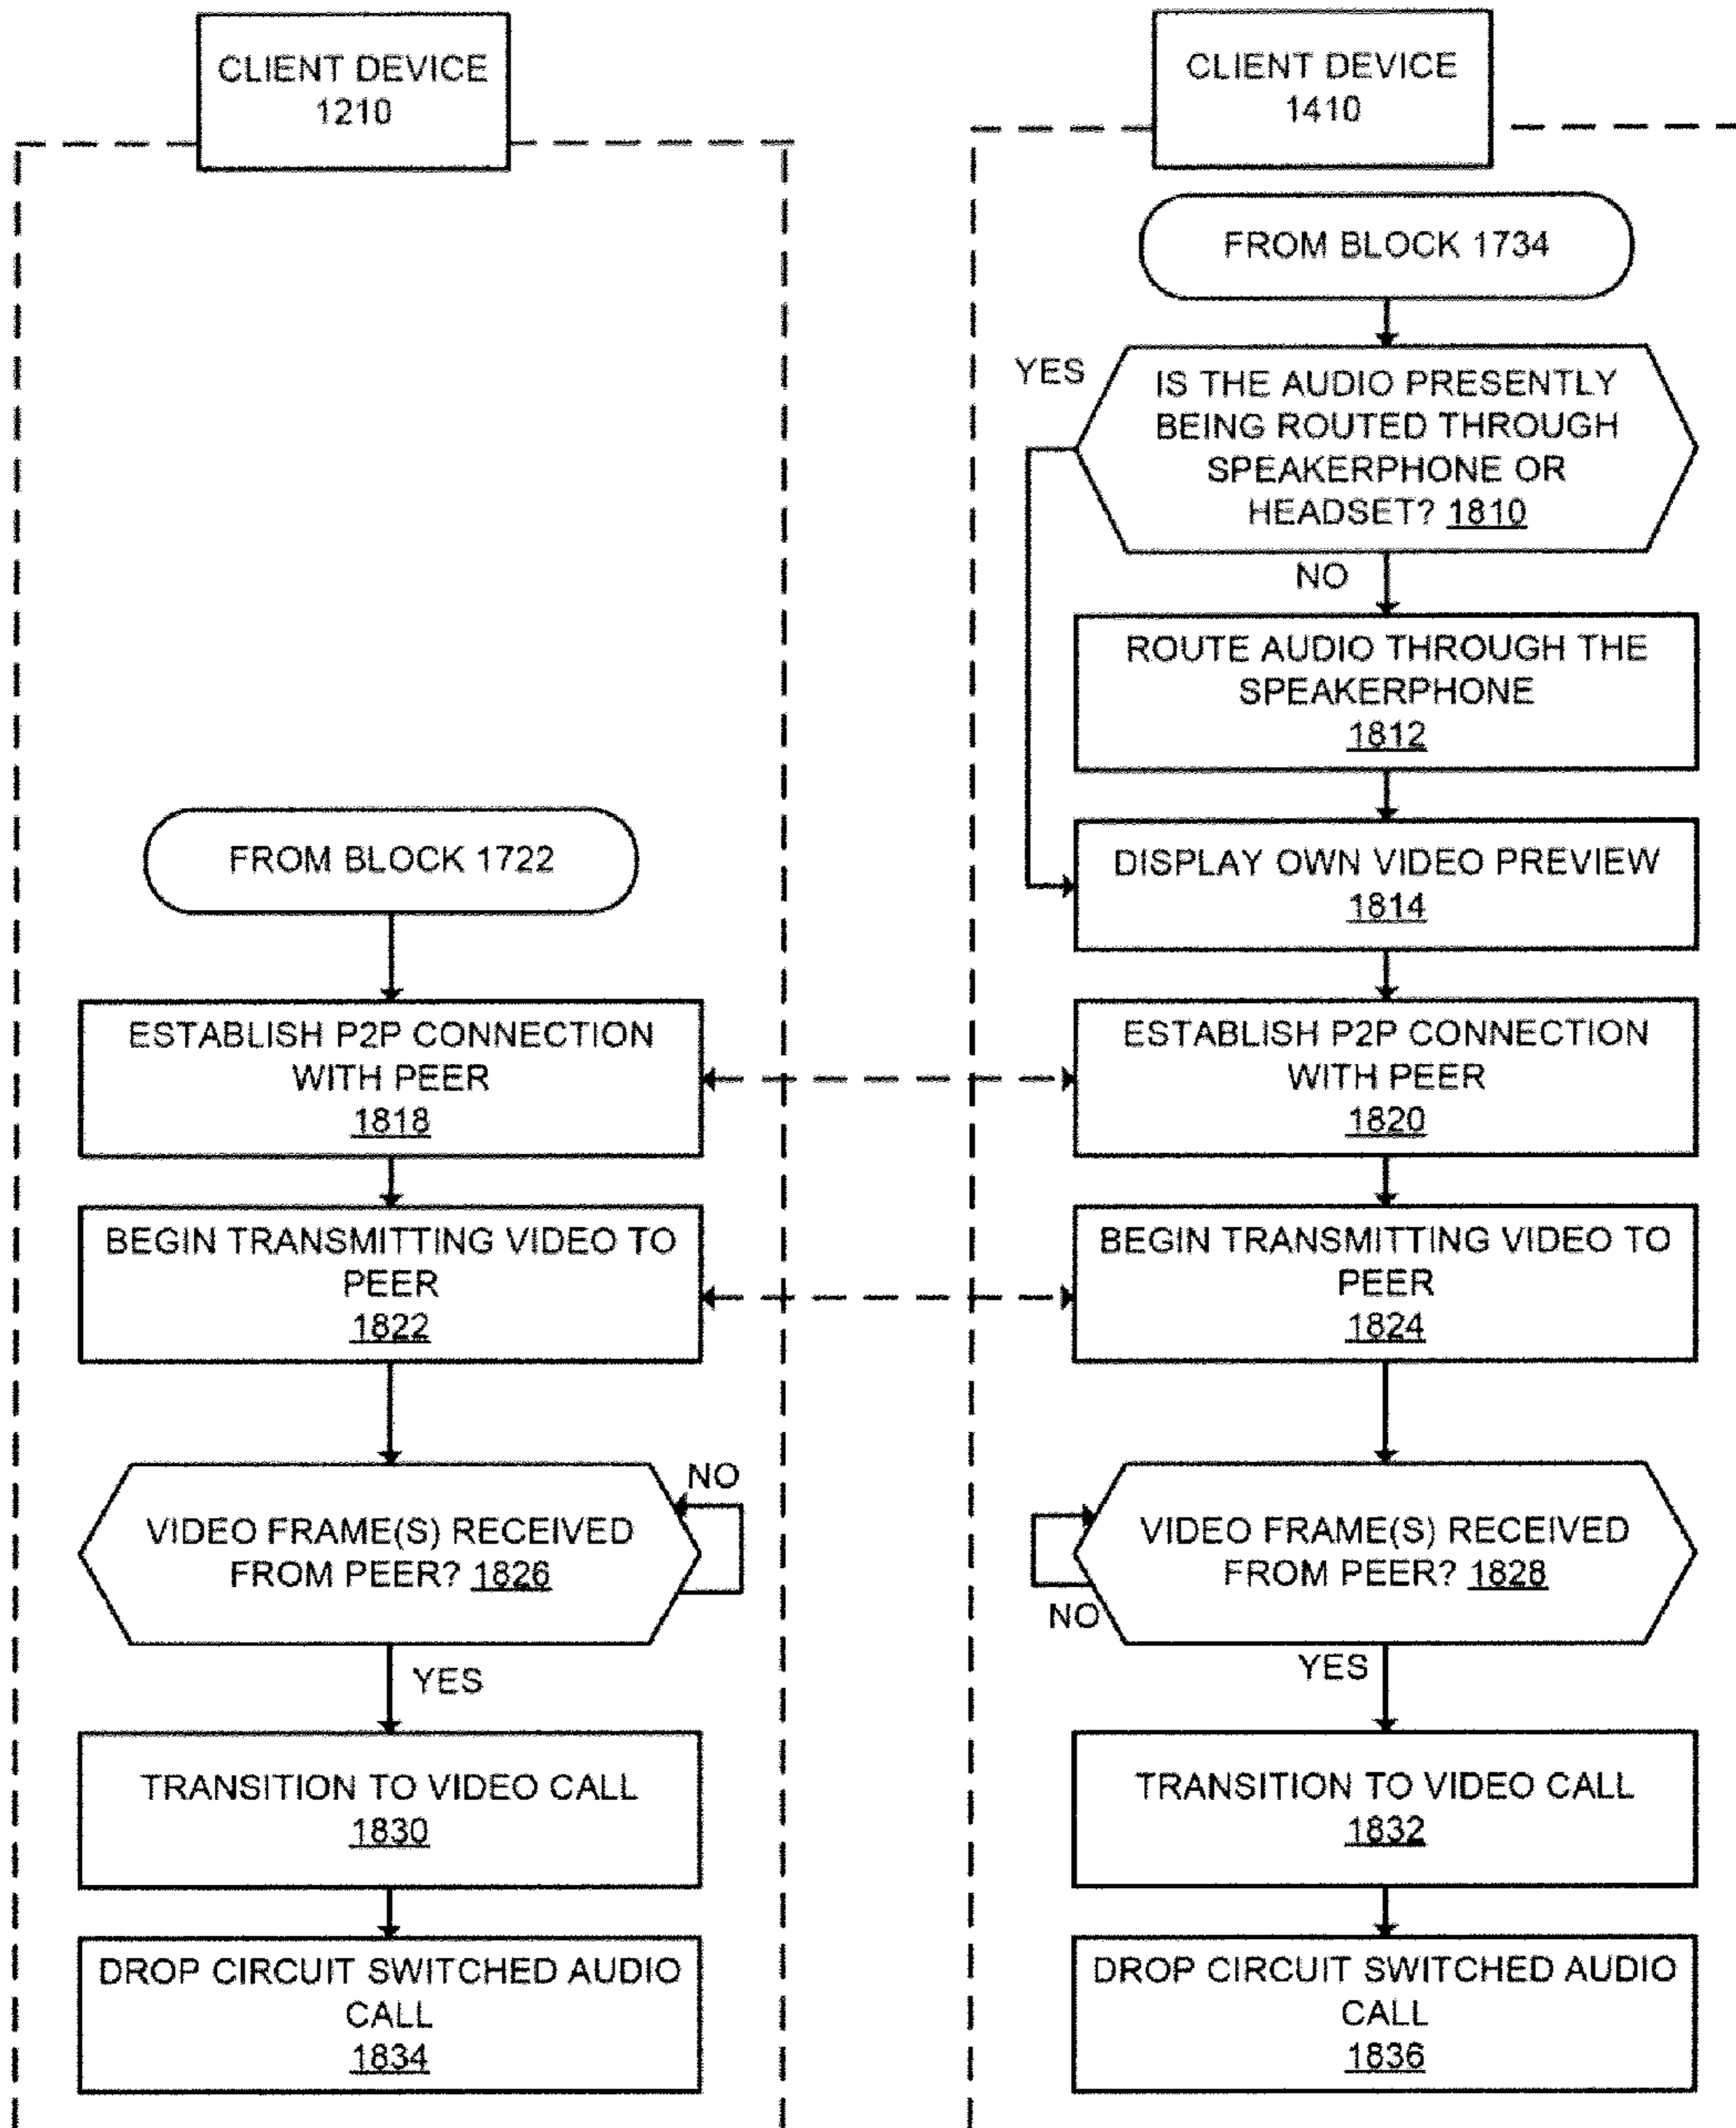 CLIENT DEVICE
1210
FROM BLOCK 1722
ESTABLISH P2P CONNECTION
WITH PEER
1818
BEGIN TRANSMITTING VIDEO TO
PEER
1822
VIDEO FRAME(S) RECEIVED
FROM PEER? 1826
NO
YES
TRANSITION TO VIDEO CALL
1830
DROP CIRCUIT SWITCHED AUDIO
CALL
1834
CLIENT DEVICE
1410
FROM BLOCK 1734
YES
IS THE AUDIO PRESENTLY
BEING ROUTED THROUGH
SPEAKERPHONE OR
HEADSET? 1810
NO
ROUTE AUDIO THROUGH THE
SPEAKERPHONE
1812
DISPLAY OWN VIDEO PREVIEW
1814
ESTABLISH P2P CONNECTION
WITH PEER
1820
BEGIN TRANSMITTING VIDEO TO
PEER
1824
VIDEO FRAME(S) RECEIVED
FROM PEER? 1828
NO
YES
TRANSITION TO VIDEO CALL
1832
DROP CIRCUIT SWITCHED AUDIO
CALL
1836